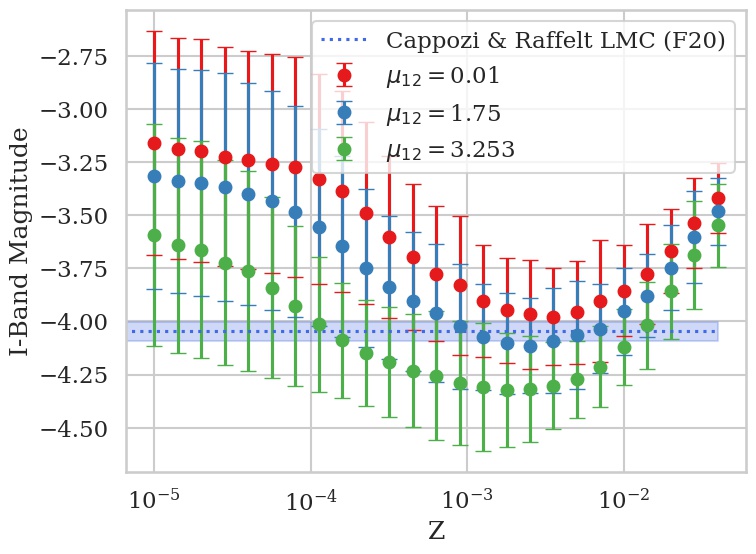 Cappozi & Raffelt LMC (F20)
μ₁₂ = 0.01
μ₁₂ = 1.75
μ₁₂ = 3.253
I-Band Magnitude
−2.75
−3.00
−3.25
−3.50
−3.75
−4.00
−4.25
−4.50
10⁻⁵
10⁻⁴
10⁻³
10⁻²
Z